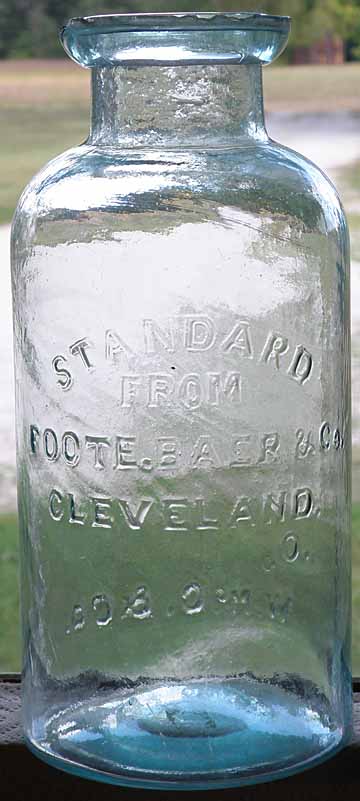 STANDARD
FROM
FOOTE. BAER & Co.
CLEVELAND.
O.